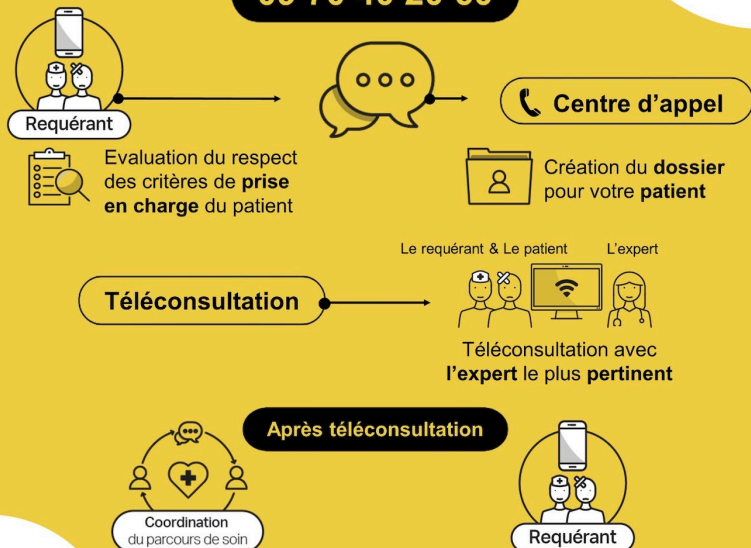 Requérant
Centre d'appel
Evaluation du respect
des critères de prise
en charge du patient
Création du dossier
pour votre patient
Le requérant & Le patient
L'expert
Téléconsultation
Téléconsultation avec
l'expert le plus pertinent
Après téléconsultation
Coordination
du parcours de soin
Requérant